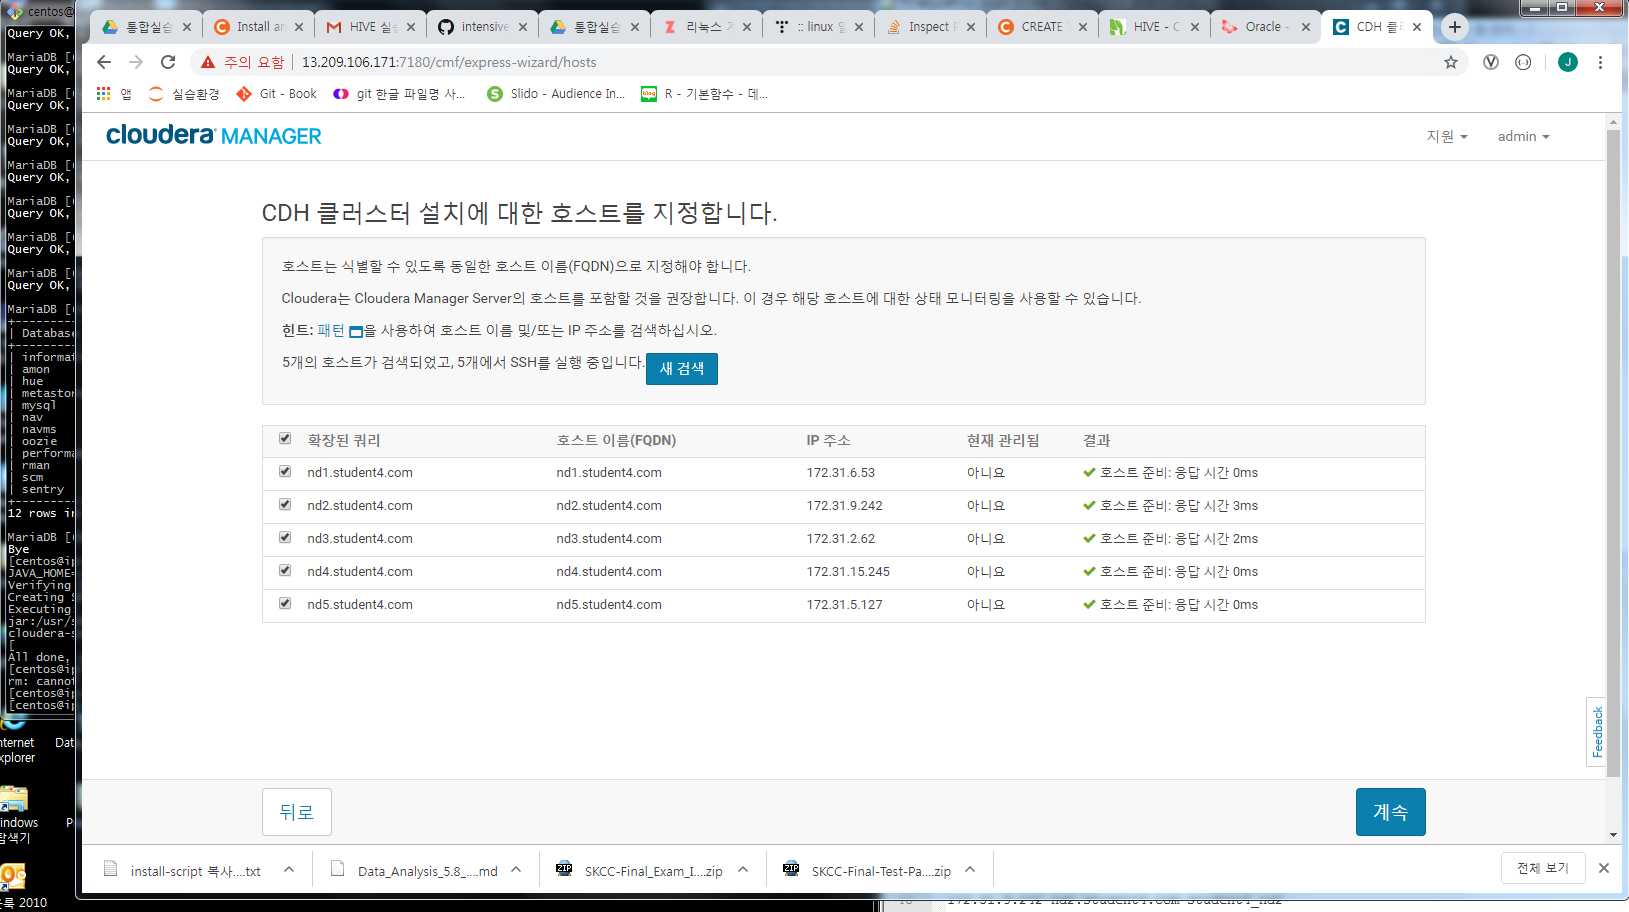 centos@
통합실습
Install an
HIVE 실습
intensive
통합실습
리눅스 기
:: linux 일
Inspect P
CREATE T
HIVE - C
Oracle -
CDH 클러
주의 요함
13.209.106.171:7180/cmf/express-wizard/hosts
앱
실습환경
Git - Book
git 한글 파일명 사...
Slido - Audience In...
R - 기본함수 - 데...
cloudera MANAGER
지원
admin
CDH 클러스터 설치에 대한 호스트를 지정합니다.
호스트는 식별할 수 있도록 동일한 호스트 이름(FQDN)으로 지정해야 합니다.
Cloudera는 Cloudera Manager Server의 호스트를 포함할 것을 권장합니다. 이 경우 해당 호스트에 대한 상태 모니터링을 사용할 수 있습니다.
힌트: 패턴 을 사용하여 호스트 이름 및/또는 IP 주소를 검색하십시오.
5개의 호스트가 검색되었고, 5개에서 SSH를 실행 중입니다. 새 검색
확장된 쿼리 호스트 이름(FQDN) IP 주소 현재 관리됨 결과
nd1.student4.com nd1.student4.com 172.31.6.53 아니요 호스트 준비: 응답 시간 0ms
nd2.student4.com nd2.student4.com 172.31.9.242 아니요 호스트 준비: 응답 시간 3ms
nd3.student4.com nd3.student4.com 172.31.2.62 아니요 호스트 준비: 응답 시간 2ms
nd4.student4.com nd4.student4.com 172.31.15.245 아니요 호스트 준비: 응답 시간 0ms
nd5.student4.com nd5.student4.com 172.31.5.127 아니요 호스트 준비: 응답 시간 0ms
Feedback
뒤로
계속
install-script 복사....txt
Data_Analysis_5.8_....md
SKCC-Final_Exam_I....zip
SKCC-Final-Test-Pa....zip
전체 보기
Query OK,
MariaDB [
Query OK,
MariaDB [
Query OK,
MariaDB [
Query OK,
MariaDB [
Query OK,
MariaDB [
Query OK,
MariaDB [
Query OK,
MariaDB [
Query OK,
MariaDB [
| Database
| informat
| amon
| hue
| metastor
| mysql
| nav
| navms
| oozie
| performa
| rman
| scm
| sentry
12 rows in
MariaDB [
Bye
[centos@ip
JAVA_HOME=
Verifying
Creating S
Executing
jar:/usr/s
cloudera-s
[
All done,
[centos@ip
rm: cannot
[centos@ip
[centos@ip
nternet
xplorer
Dat
indows
탐색기
P
룩 2010
172.31.9.242 nd2.student4.com student4_nd2